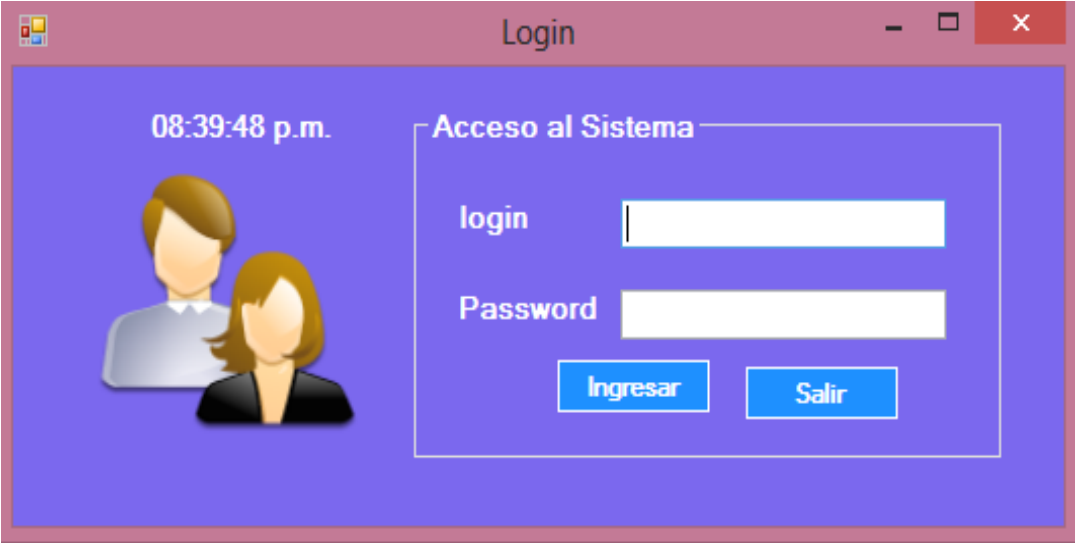 Login
08:39:48 p.m.
Acceso al Sistema
login
Password
Ingresar
Salir